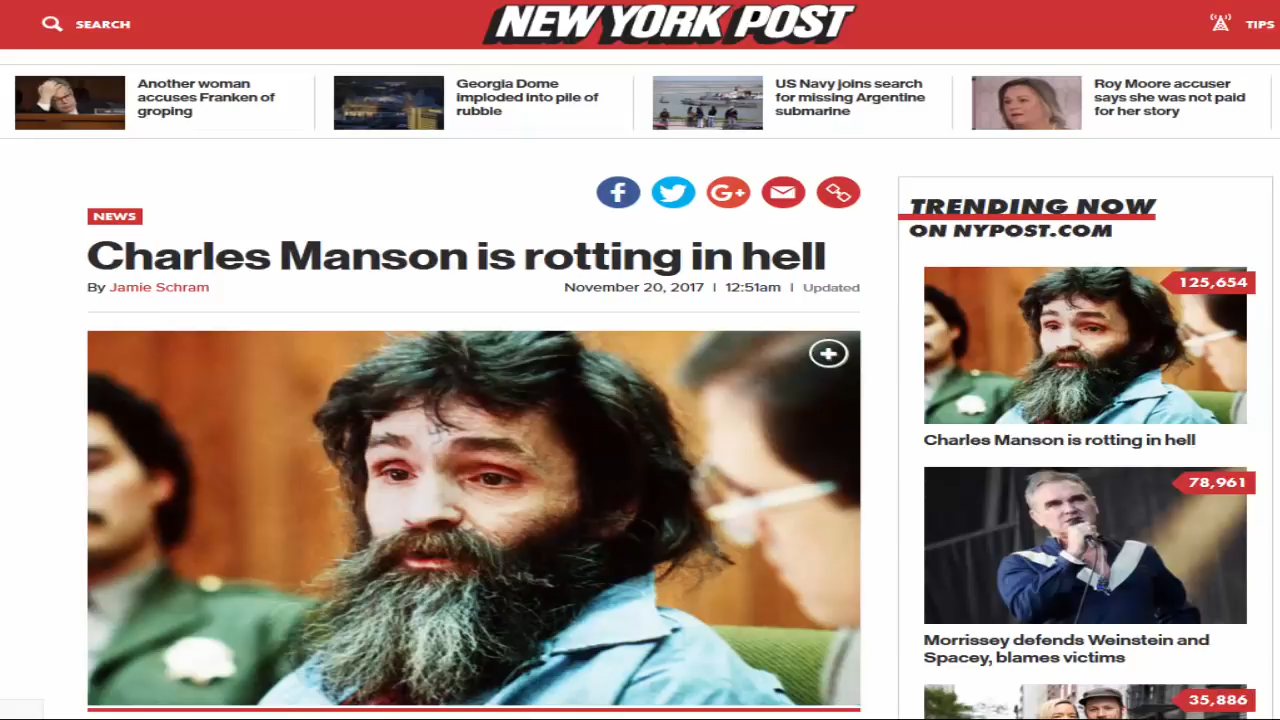 SEARCH
NEW YORK POST
TIPS
Another woman
accuses Franken of
groping
Georgia Dome
imploded into pile of
rubble
US Navy joins search
for missing Argentine
submarine
Roy Moore accuser
says she was not paid
for her story
NEWS
Charles Manson is rotting in hell
By Jamie Schram
November 20, 2017 | 12:51am | Updated
TRENDING NOW
ON NYPOST.COM
125,654
Charles Manson is rotting in hell
78,961
Morrissey defends Weinstein and
Spacey, blames victims
35,886